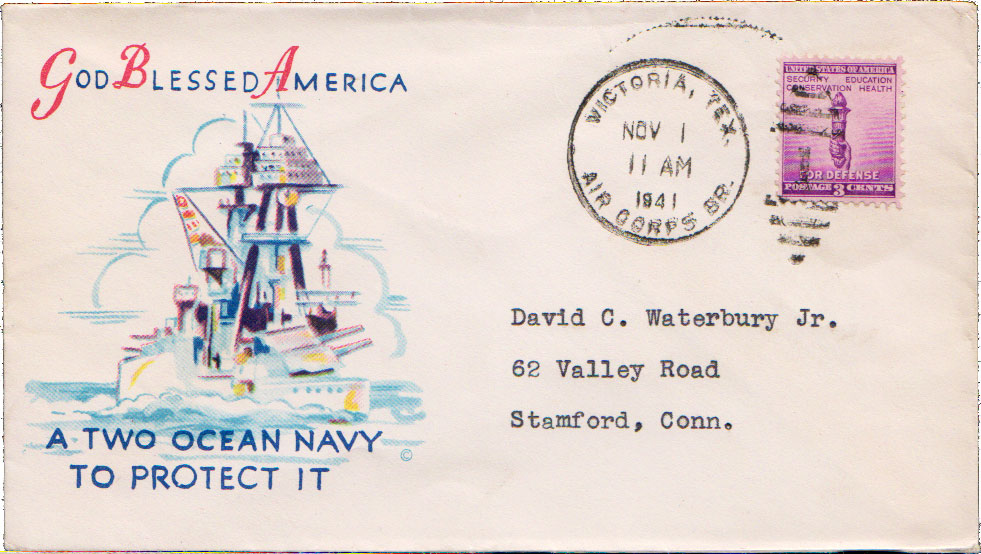 GOD BLESSED AMERICA
A TWO OCEAN NAVY
TO PROTECT IT
©
VICTORIA, TEX.
NOV 1
11 AM
1941
AIR CORPS BR.
UNITED STATES OF AMERICA
SECURITY EDUCATION
CONSERVATION HEALTH
FOR DEFENSE
POSTAGE 3 CENTS
David C. Waterbury Jr.
62 Valley Road
Stamford, Conn.